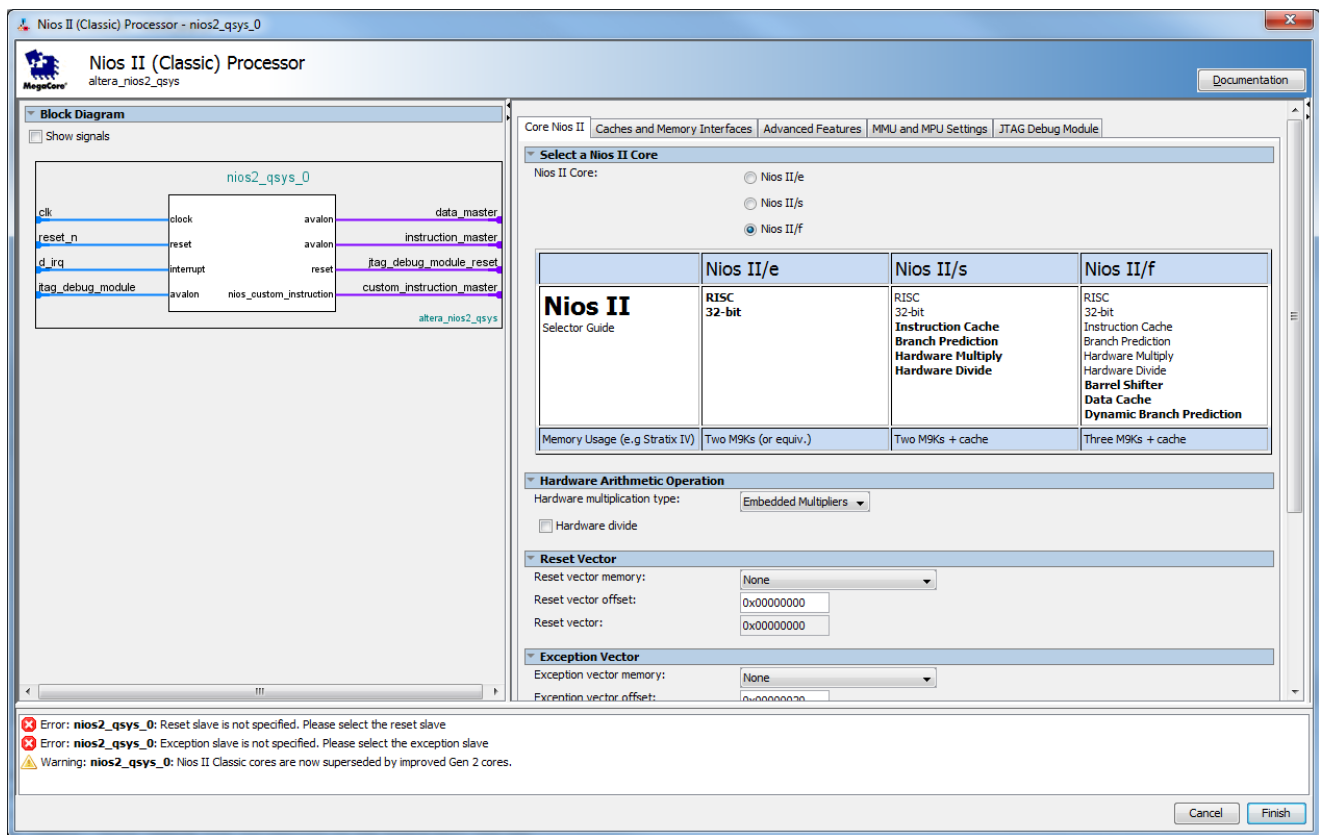 Nios II (Classic) Processor - nios2_qsys_0
Nios II (Classic) Processor
altera_nios2_qsys
MegaCore®
Documentation
Block Diagram
Show signals
nios2_qsys_0
clk
clock
avalon
data_master
reset_n
reset
avalon
instruction_master
d_irq
interrupt
reset
jtag_debug_module_reset
jtag_debug_module
avalon
nios_custom_instruction
custom_instruction_master
altera_nios2_qsys
Core Nios II Caches and Memory Interfaces Advanced Features MMU and MPU Settings JTAG Debug Module
Select a Nios II Core
Nios II Core:
Nios II/e
Nios II/s
Nios II/f
Nios II/e Nios II/s Nios II/f
Nios II
Selector Guide
RISC
32-bit
RISC
32-bit
Instruction Cache
Branch Prediction
Hardware Multiply
Hardware Divide
RISC
32-bit
Instruction Cache
Branch Prediction
Hardware Multiply
Hardware Divide
Barrel Shifter
Data Cache
Dynamic Branch Prediction
Memory Usage (e.g Stratix IV) Two M9Ks (or equiv.) Two M9Ks + cache Three M9Ks + cache
Hardware Arithmetic Operation
Hardware multiplication type: Embedded Multipliers
Hardware divide
Reset Vector
Reset vector memory: None
Reset vector offset: 0x00000000
Reset vector: 0x00000000
Exception Vector
Exception vector memory: None
Exception vector offset: 0x00000020
Error: nios2_qsys_0: Reset slave is not specified. Please select the reset slave
Error: nios2_qsys_0: Exception slave is not specified. Please select the exception slave
Warning: nios2_qsys_0: Nios II Classic cores are now superseded by improved Gen 2 cores.
Cancel Finish